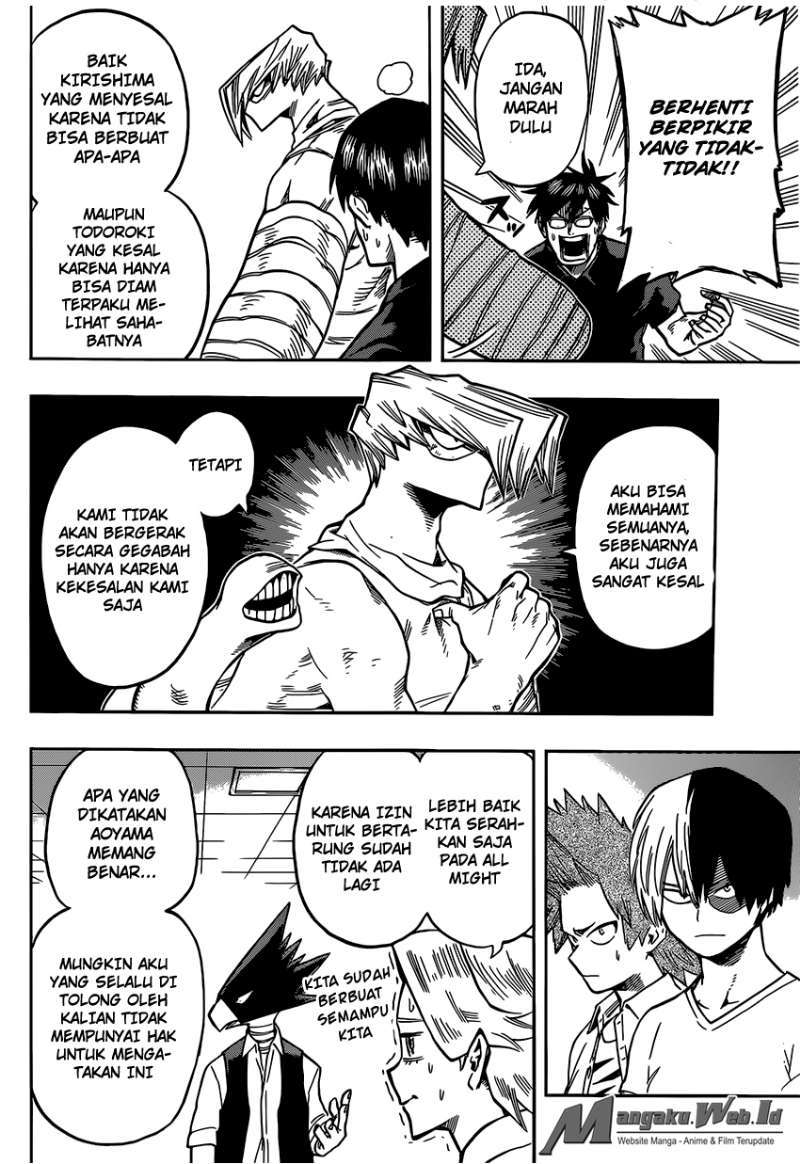 BERHENTI
BERPIKIR
YANG TIDAK-
TIDAK!!
IDA,
JANGAN
MARAH
DULU
BAIK
KIRISHIMA
YANG MENYESAL
KARENA TIDAK
BISA BERBUAT
APA-APA
MAUPUN
TODOROKI
YANG KESAL
KARENA HANYA
BISA DIAM
TERPAKU ME-
LIHAT SAHA-
BATNYA
AKU BISA
MEMAHAMI
SEMUANYA,
SEBENARNYA
AKU JUGA
SANGAT KESAL
TETAPI
KAMI TIDAK
AKAN BERGERAK
SECARA GEGABAH
HANYA KARENA
KEKESALAN KAMI
SAJA
LEBIH BAIK
KITA SERAH-
KAN SAJA
PADA ALL
MIGHT
KARENA IZIN
UNTUK BERTA-
RUNG SUDAH
TIDAK ADA
LAGI
KITA SUDAH
BERBUAT
SEMAMPU
KITA
APA YANG
DIKATAKAN
AOYAMA
MEMANG
BENAR...
MUNGKIN AKU
YANG SELALU DI
TOLONG OLEH
KALIAN TIDAK
MEMPUNYAI HAK
UNTUK MENGA-
TAKAN INI
Mangaku.Web.Id
Website Manga - Anime & Film Terupdate